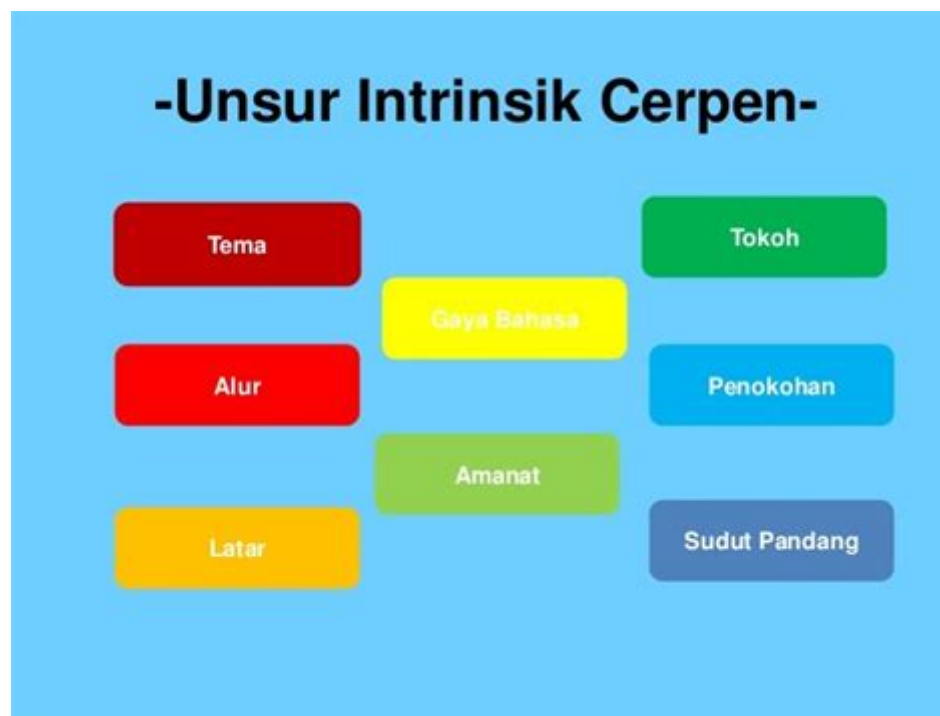 -Unsur Intrinsik Cerpen-
Tema
Tokoh
Gaya Bahasa
Alur
Penokohan
Amanat
Latar
Sudut Pandang